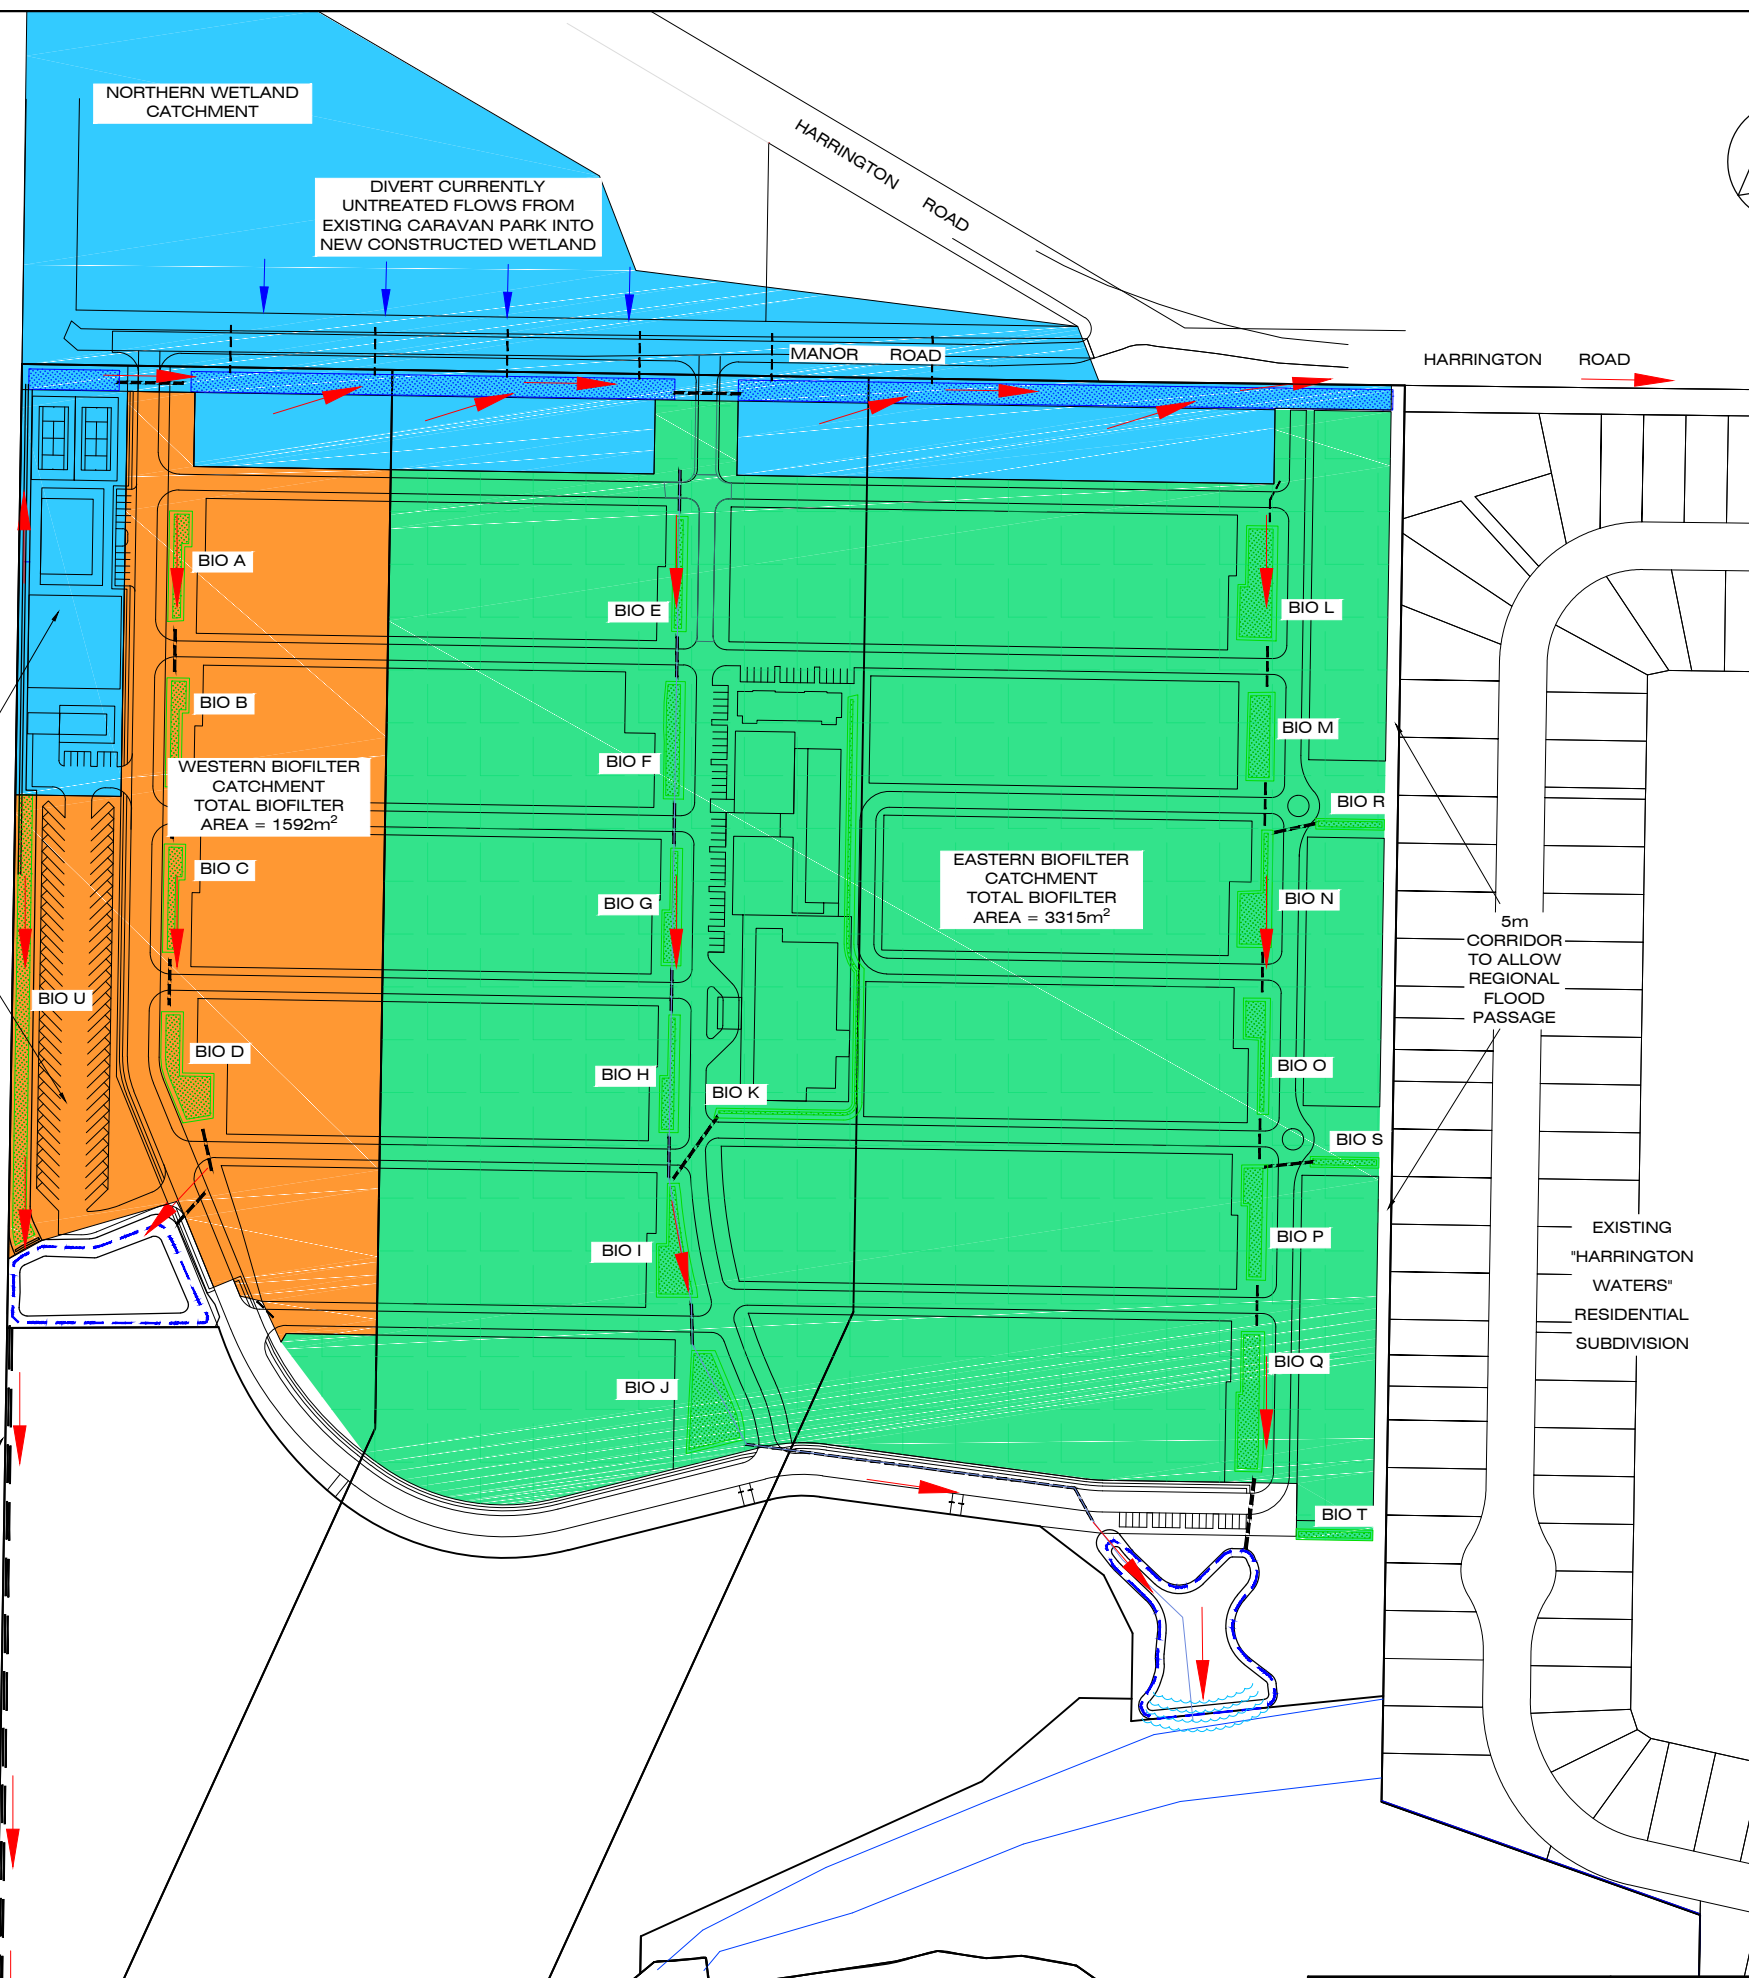 NORTHERN WETLAND
CATCHMENT
HARRINGTON ROAD
DIVERT CURRENTLY
UNTREATED FLOWS FROM
EXISTING CARAVAN PARK INTO
NEW CONSTRUCTED WETLAND
MANOR ROAD
HARRINGTON ROAD
BIO A
BIO E
BIO L
BIO B
BIO M
BIO F
WESTERN BIOFILTER
CATCHMENT
TOTAL BIOFILTER
AREA = 1592m²
BIO R
BIO C
EASTERN BIOFILTER
CATCHMENT
TOTAL BIOFILTER
AREA = 3315m²
BIO G
BIO N
5m
CORRIDOR
TO ALLOW
REGIONAL
FLOOD
PASSAGE
BIO U
BIO D
BIO H
BIO O
BIO K
BIO S
BIO I
BIO P
EXISTING
"HARRINGTON
WATERS"
RESIDENTIAL
SUBDIVISION
BIO J
BIO Q
BIO T